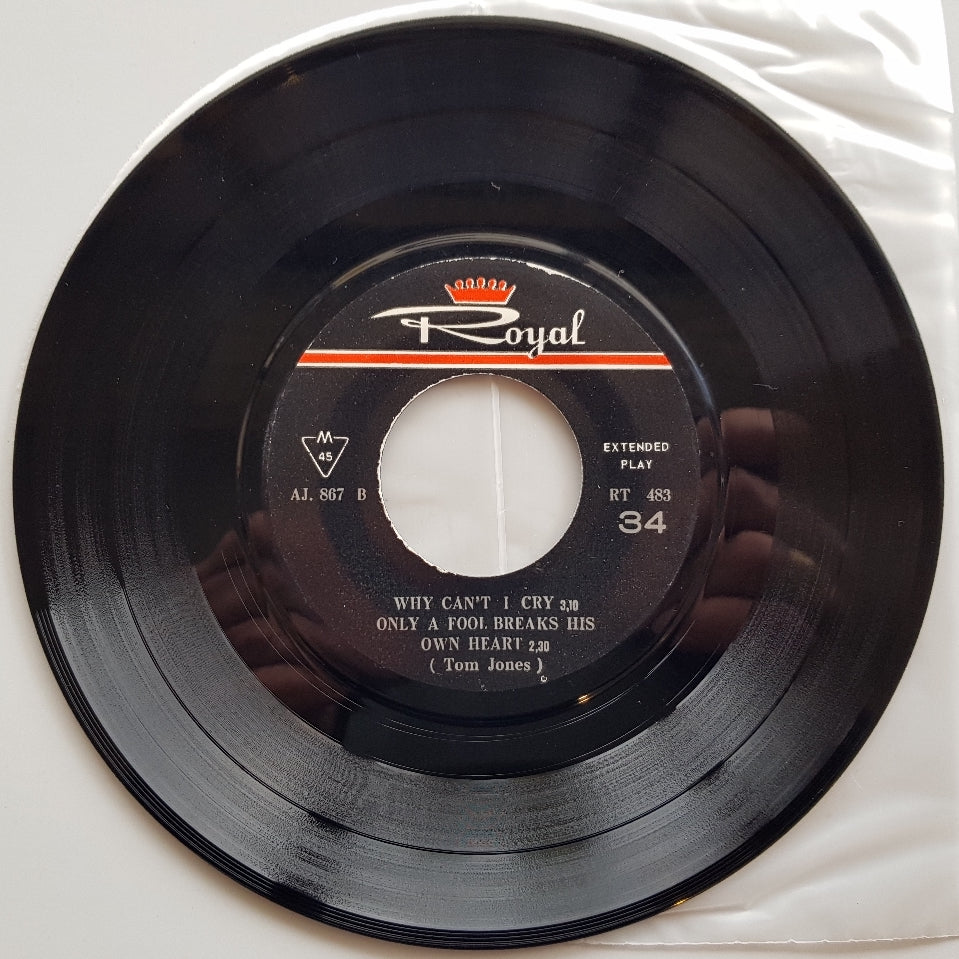 Royal
M
45
AJ. 867 B
EXTENDED
PLAY
RT 483
34
WHY CAN'T I CRY 3,10
ONLY A FOOL BREAKS HIS
OWN HEART 2,30
( Tom Jones )